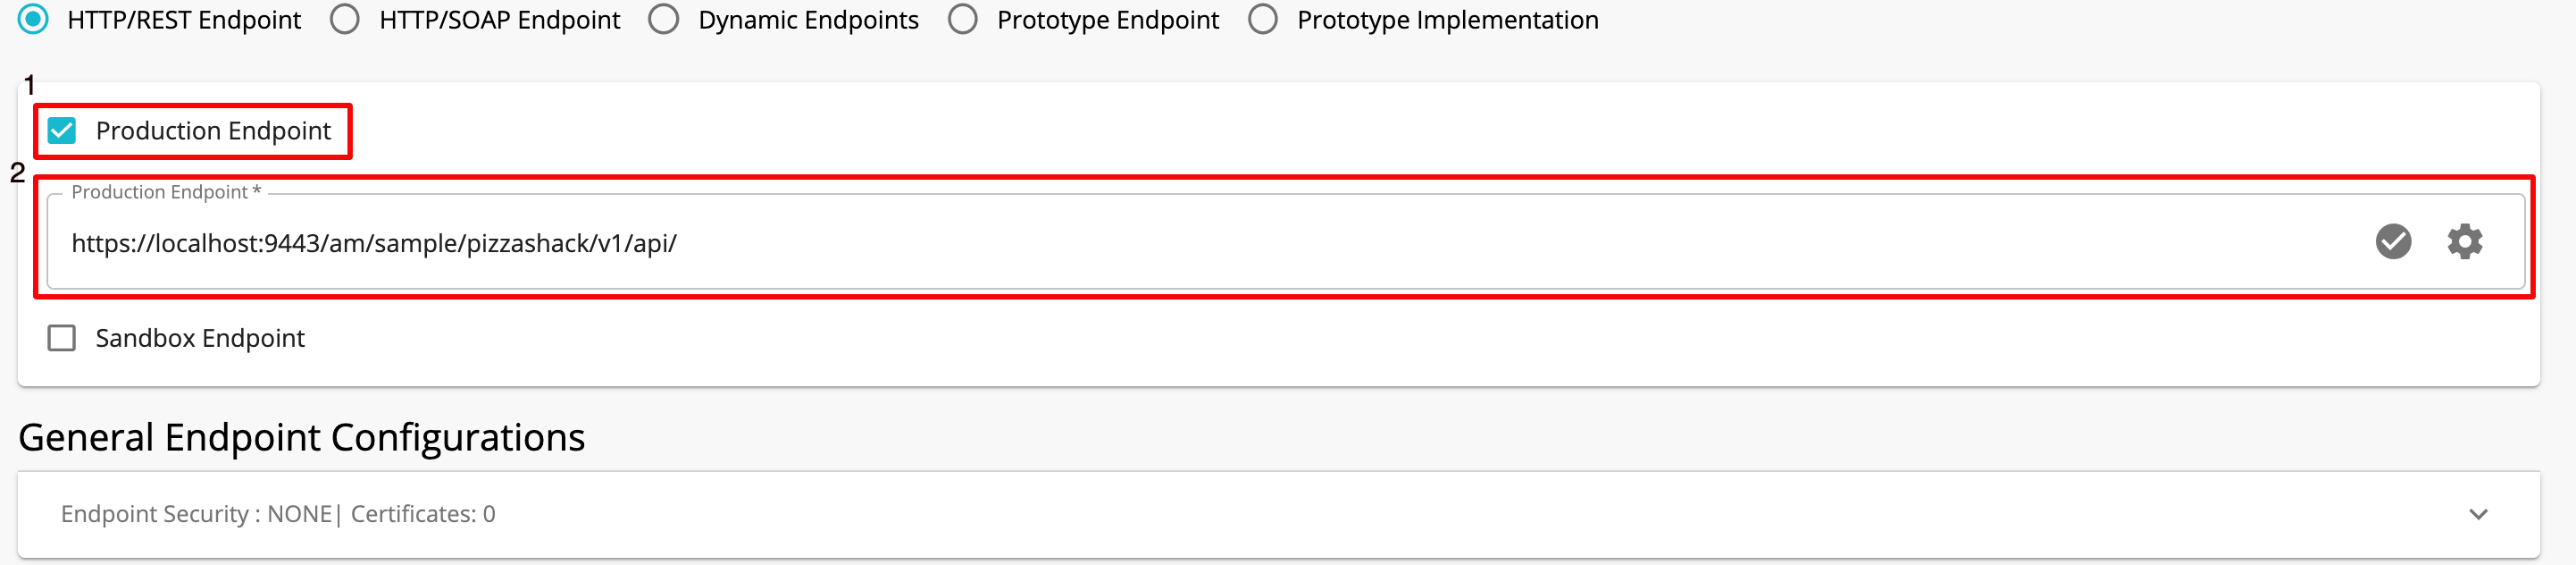 HTTP/REST Endpoint HTTP/SOAP Endpoint Dynamic Endpoints Prototype Endpoint Prototype Implementation
1
Production Endpoint
2
Production Endpoint *
https://localhost:9443/am/sample/pizzashack/v1/api/
Sandbox Endpoint
General Endpoint Configurations
Endpoint Security : NONE| Certificates: 0